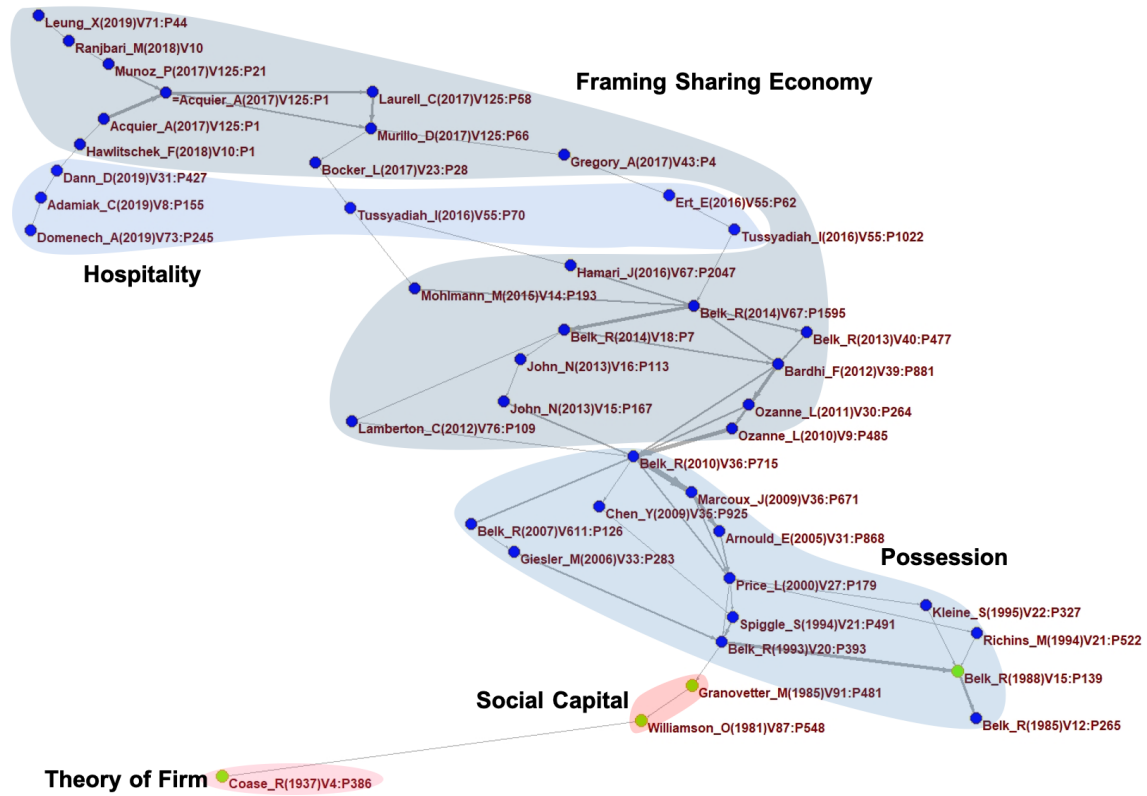 Leung_X(2019)V71:P44
Ranjbari_M(2018)V10
Munoz_P(2017)V125:P21
Framing Sharing Economy
=Acquier_A(2017)V125:P1
Laurell_C(2017)V125:P58
Acquier_A(2017)V125:P1
Murillo_D(2017)V125:P66
Hawlitschek_F(2018)V10:P1
Gregory_A(2017)V43:P4
Bocker_L(2017)V23:P28
Dann_D(2019)V31:P427
Ert_E(2016)V55:P62
Adamiak_C(2019)V8:P155
Tussyadiah_I(2016)V55:P70
Domenech_A(2019)V73:P245
Tussyadiah_I(2016)V55:P1022
Hospitality
Hamari_J(2016)V67:P2047
Mohlmann_M(2015)V14:P193
Belk_R(2014)V67:P1595
Belk_R(2014)V18:P7
Belk_R(2013)V40:P477
John_N(2013)V16:P113
Bardhi_F(2012)V39:P881
John_N(2013)V15:P167
Ozanne_L(2011)V30:P264
Lamberton_C(2012)V76:P109
Ozanne_L(2010)V9:P485
Belk_R(2010)V36:P715
Marcoux_J(2009)V36:P671
Chen_Y(2009)V35:P925
Belk_R(2007)V611:P126
Arnould_E(2005)V31:P868
Giesler_M(2006)V33:P283
Possession
Price_L(2000)V27:P179
Kleine_S(1995)V22:P327
Spiggle_S(1994)V21:P491
Richins_M(1994)V21:P522
Belk_R(1993)V20:P393
Belk_R(1988)V15:P139
Social Capital
Granovetter_M(1985)V91:P481
Williamson_O(1981)V87:P548
Belk_R(1985)V12:P265
Theory of Firm
Coase_R(1937)V4:P386